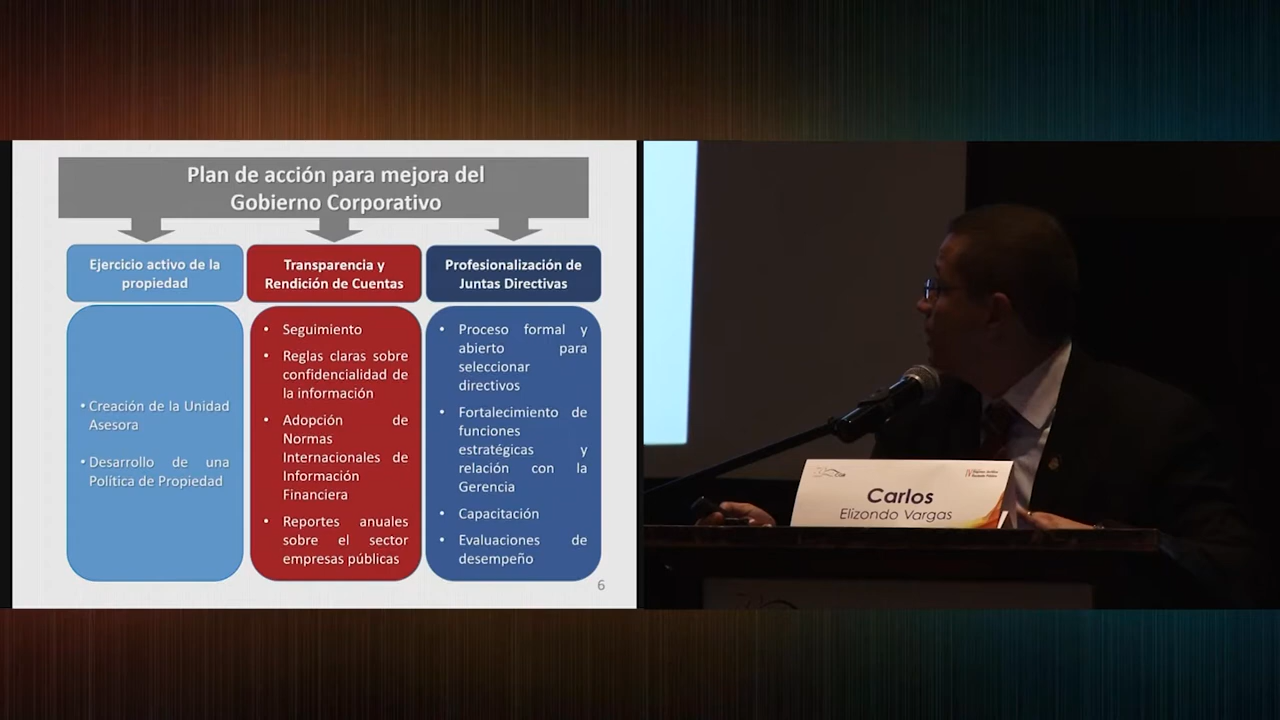 Plan de acción para mejora del
Gobierno Corporativo
Ejercicio activo de la
propiedad
• Creación de la Unidad
Asesora
• Desarrollo de una
Política de Propiedad
Transparencia y
Rendición de Cuentas
• Seguimiento
• Reglas claras sobre
confidencialidad de
la información
• Adopción de
Normas
Internacionales de
Información
Financiera
• Reportes anuales
sobre el sector
empresas públicas
Profesionalización de
Juntas Directivas
• Proceso formal y
abierto para
seleccionar
directivos
• Fortalecimiento de
funciones
estratégicas y
relación con la
Gerencia
• Capacitación
• Evaluaciones de
desempeño
6
Carlos
Elizondo Vargas